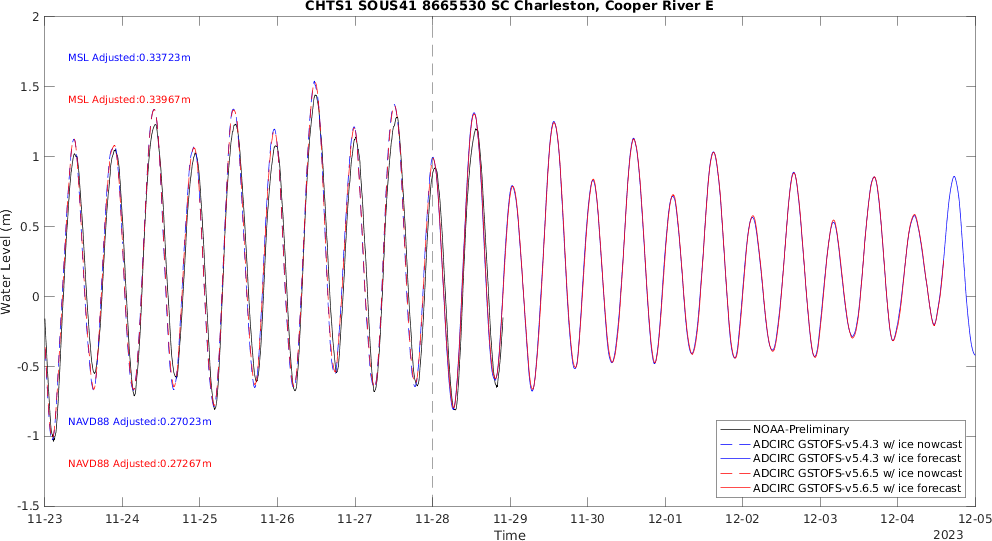 CHTS1 SOUS41 8665530 SC Charleston, Cooper River E
2
1.5
1
0.5
0
-0.5
-1
-1.5
Water Level (m)
MSL Adjusted:0.33723m
MSL Adjusted:0.33967m
NAVD88 Adjusted:0.27023m
NAVD88 Adjusted:0.27267m
NOAA-Preliminary
ADCIRC GSTOFS-v5.4.3 w/ ice nowcast
ADCIRC GSTOFS-v5.4.3 w/ ice forecast
ADCIRC GSTOFS-v5.6.5 w/ ice nowcast
ADCIRC GSTOFS-v5.6.5 w/ ice forecast
11-23 11-24 11-25 11-26 11-27 11-28 11-29 11-30 12-01 12-02 12-03 12-04 12-05
Time
2023